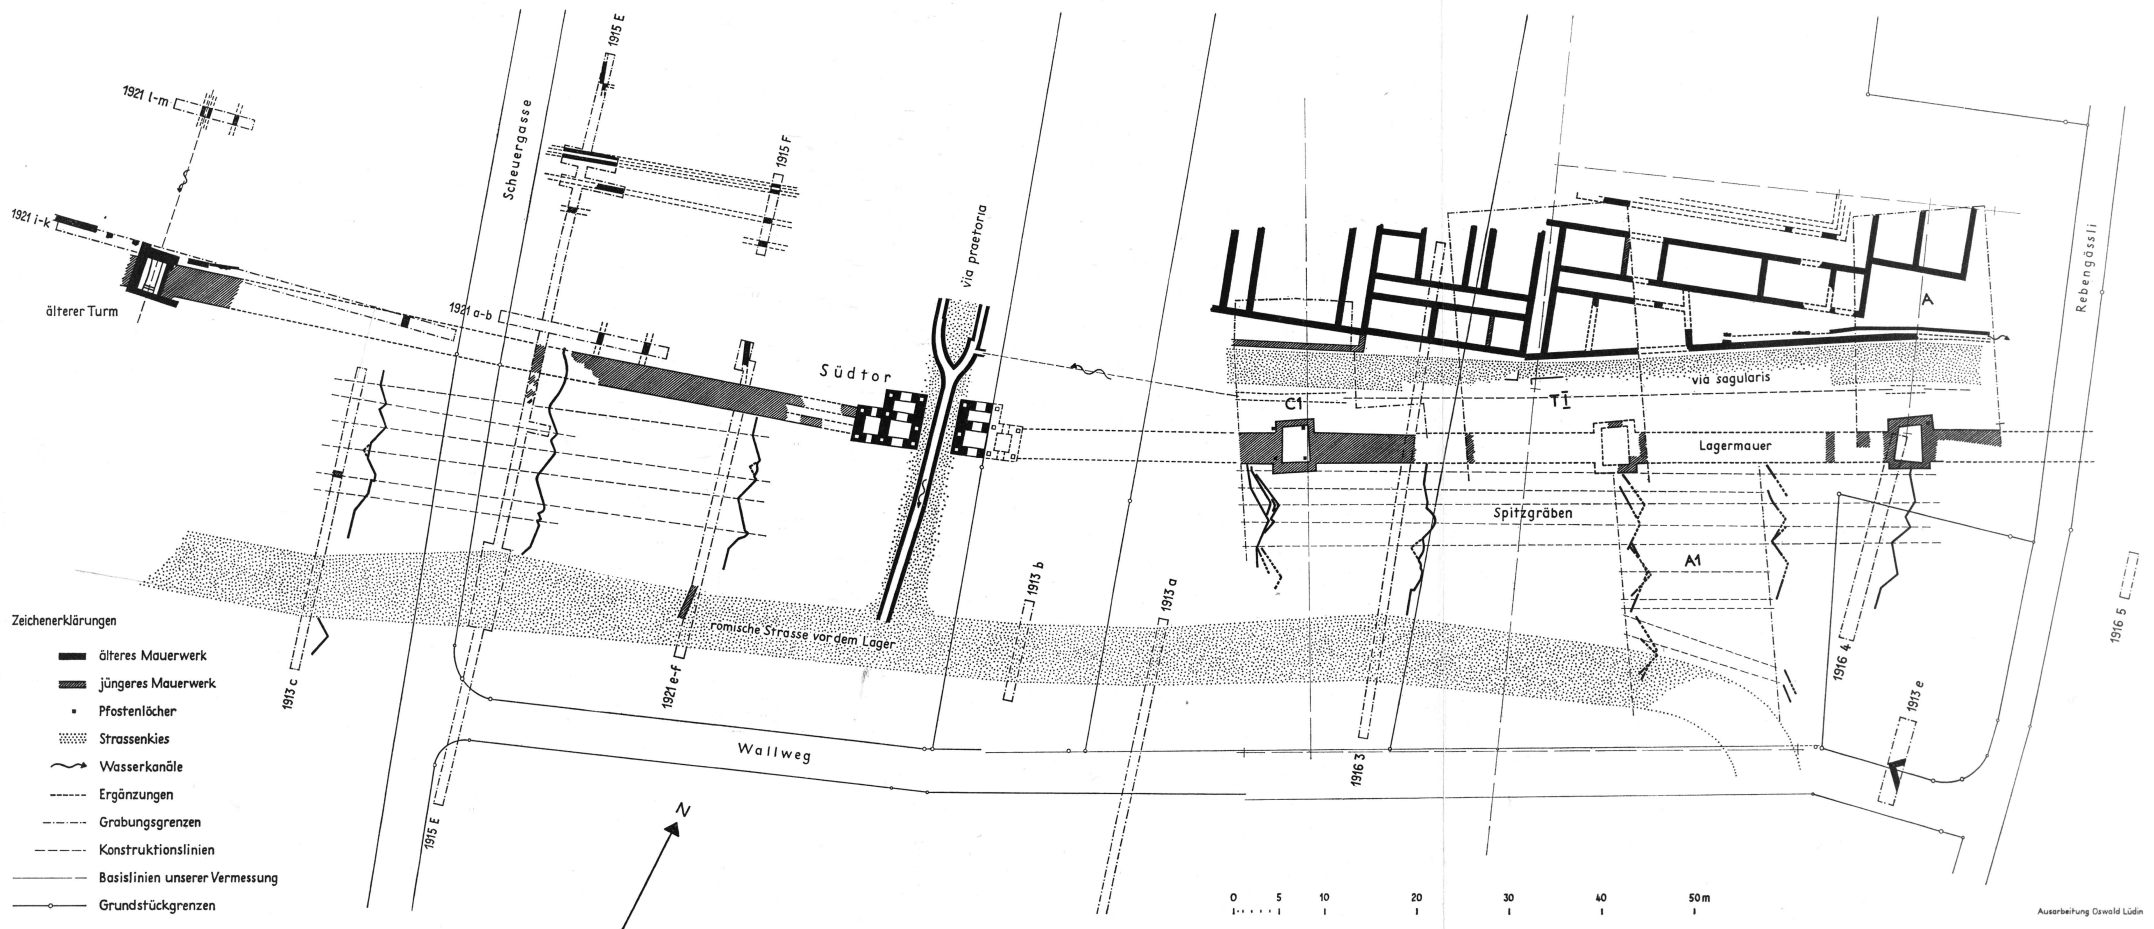 1915 E
1921 l-m
Scheuergasse
1915 F
1921 i-k
via praetoria
Rebengässli
älterer Turm
1921 a-b
Südtor
A
via sagularis
C1
T1
Lagermauer
Spitzgräben
A1
1913 b
1913 a
1916 5
römische Strasse vor dem Lager
1913 c
1921 e-f
1916 4
1913 e
Wallweg
1916 3
1915 E
N
Zeichenerklärungen
älteres Mauerwerk
jüngeres Mauerwerk
Pfostenlöcher
Strassenkies
Wasserkanäle
Ergänzungen
Grabungsgrenzen
Konstruktionslinien
Basislinien unserer Vermessung
Grundstückgrenzen
0 5 10 20 30 40 50 m
Ausarbeitung Oswald Lüdin